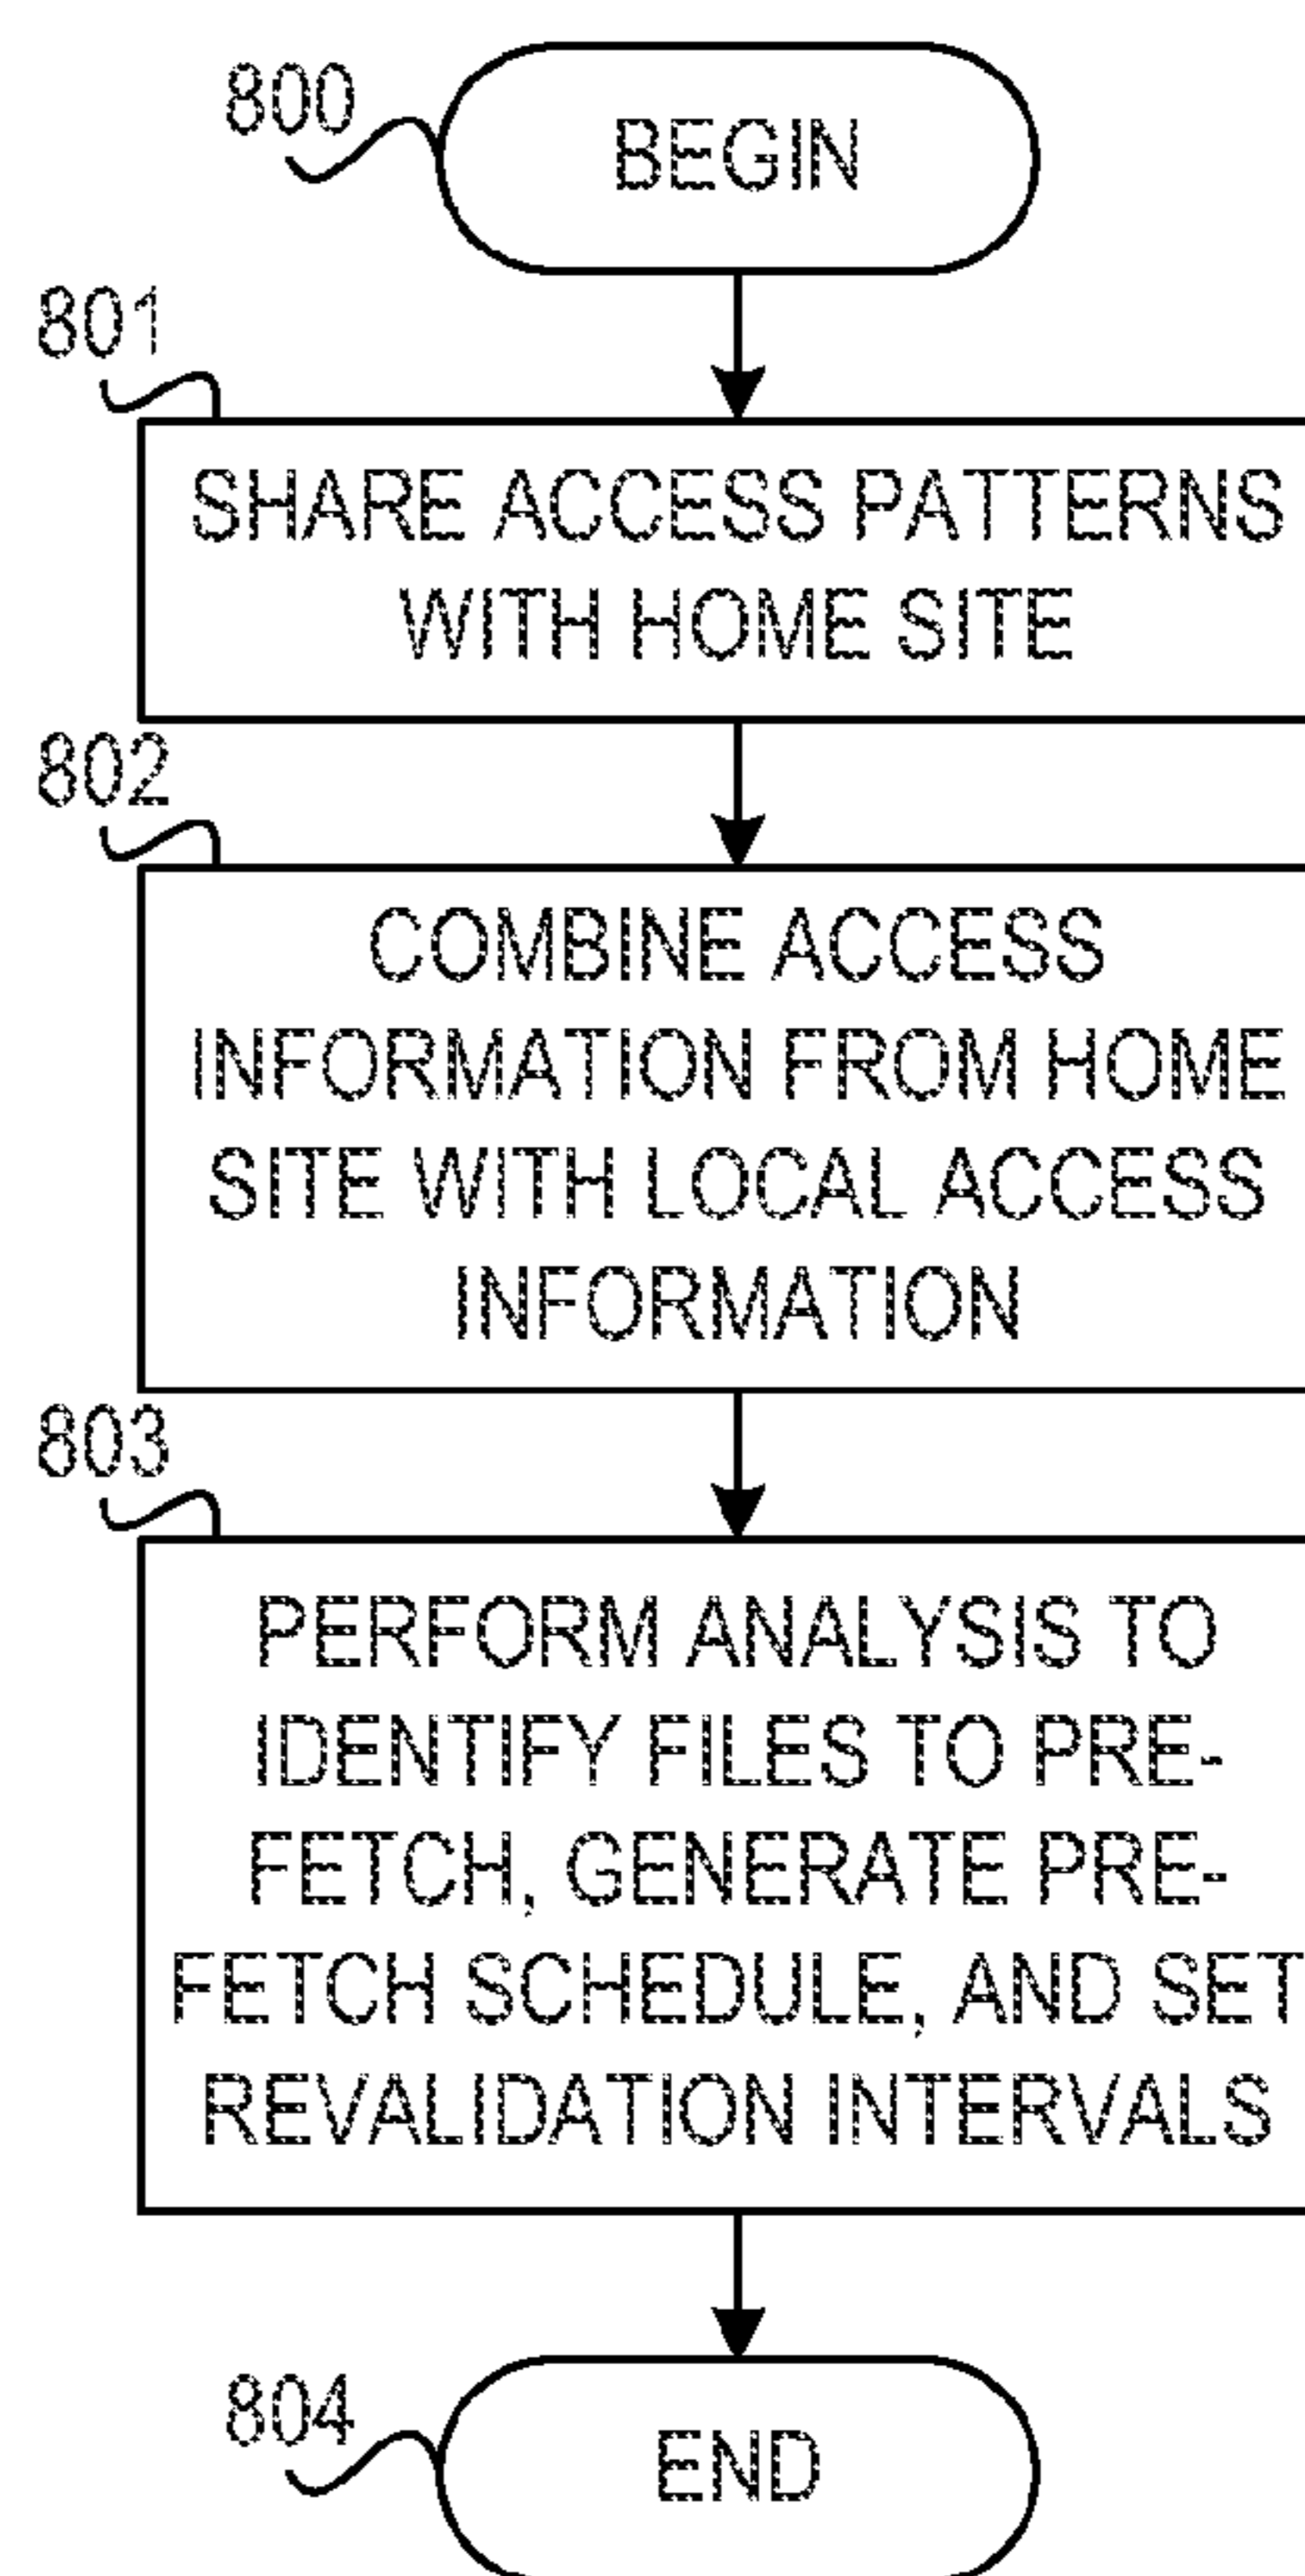 800
BEGIN
801
SHARE ACCESS PATTERNS
WITH HOME SITE
802
COMBINE ACCESS
INFORMATION FROM HOME
SITE WITH LOCAL ACCESS
INFORMATION
803
PERFORM ANALYSIS TO
IDENTIFY FILES TO PRE-
FETCH, GENERATE PRE-
FETCH SCHEDULE, AND SET
REVALIDATION INTERVALS
804
END